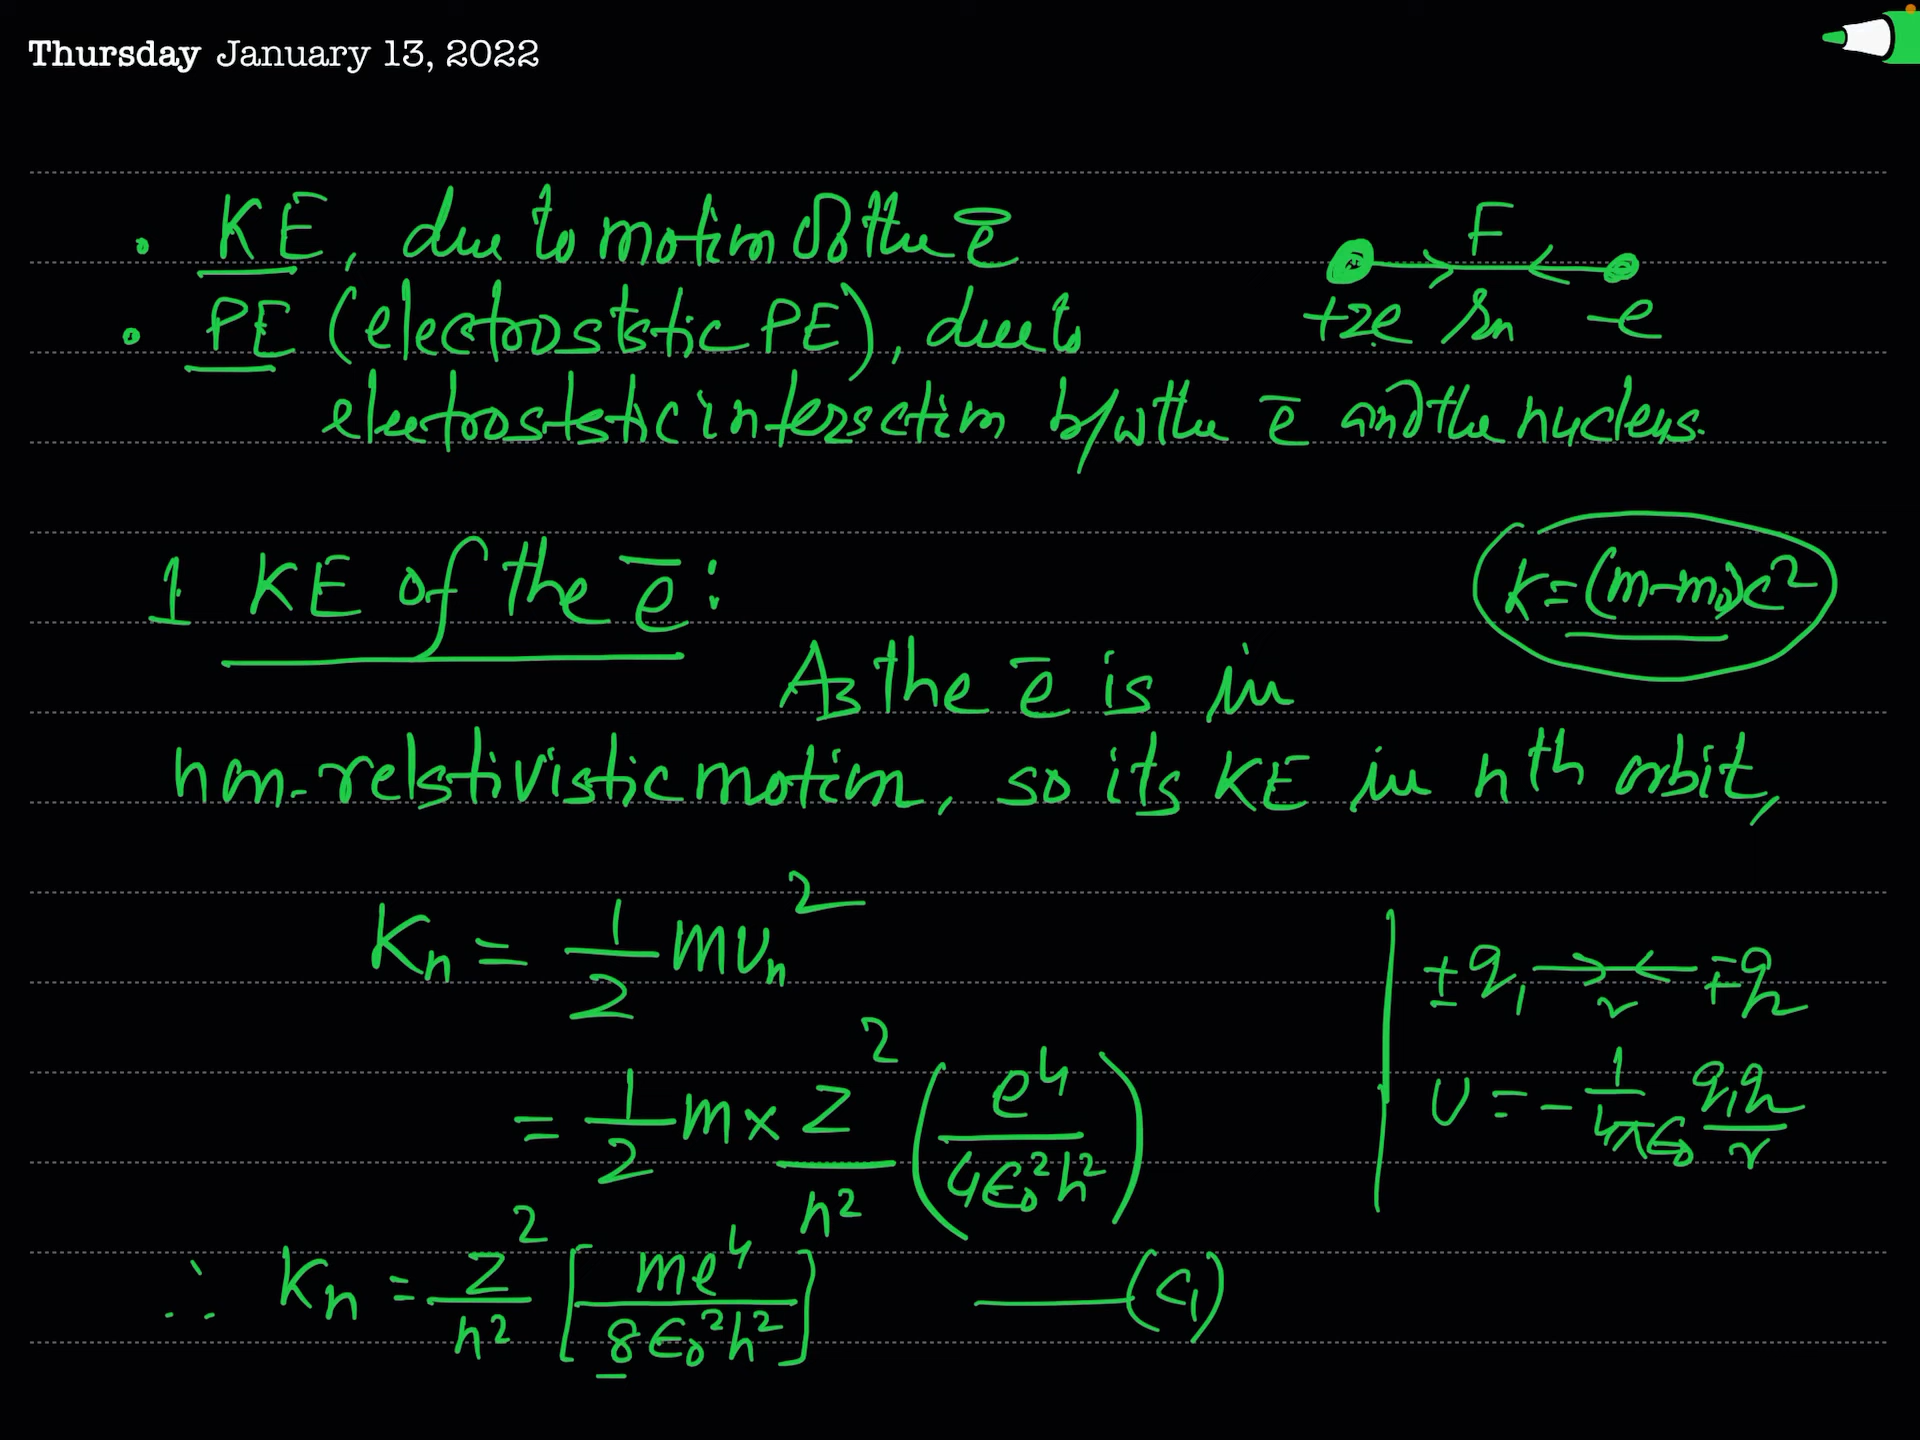 Thursday January 13, 2022
• KE, due to motion of the e̅
F
+ze rn -e
• PE (electrostatic PE), due to
electrostatic interaction b/w the e̅ and the nucleus.
1 KE of the e̅ :
K = (m-m₀)c²
As the e̅ is in
non-relativistic motion, so its KE in nth orbit,
Kn = 1/2 mvn²
= 1/2 m x Z²/n² (e⁴/4ε₀²h²)
∴ Kn = Z²/n² [me⁴/8ε₀²h²] —(C₁)
±q₁ r ∓q₂
U = - 1/4πε₀ q₁q₂/r